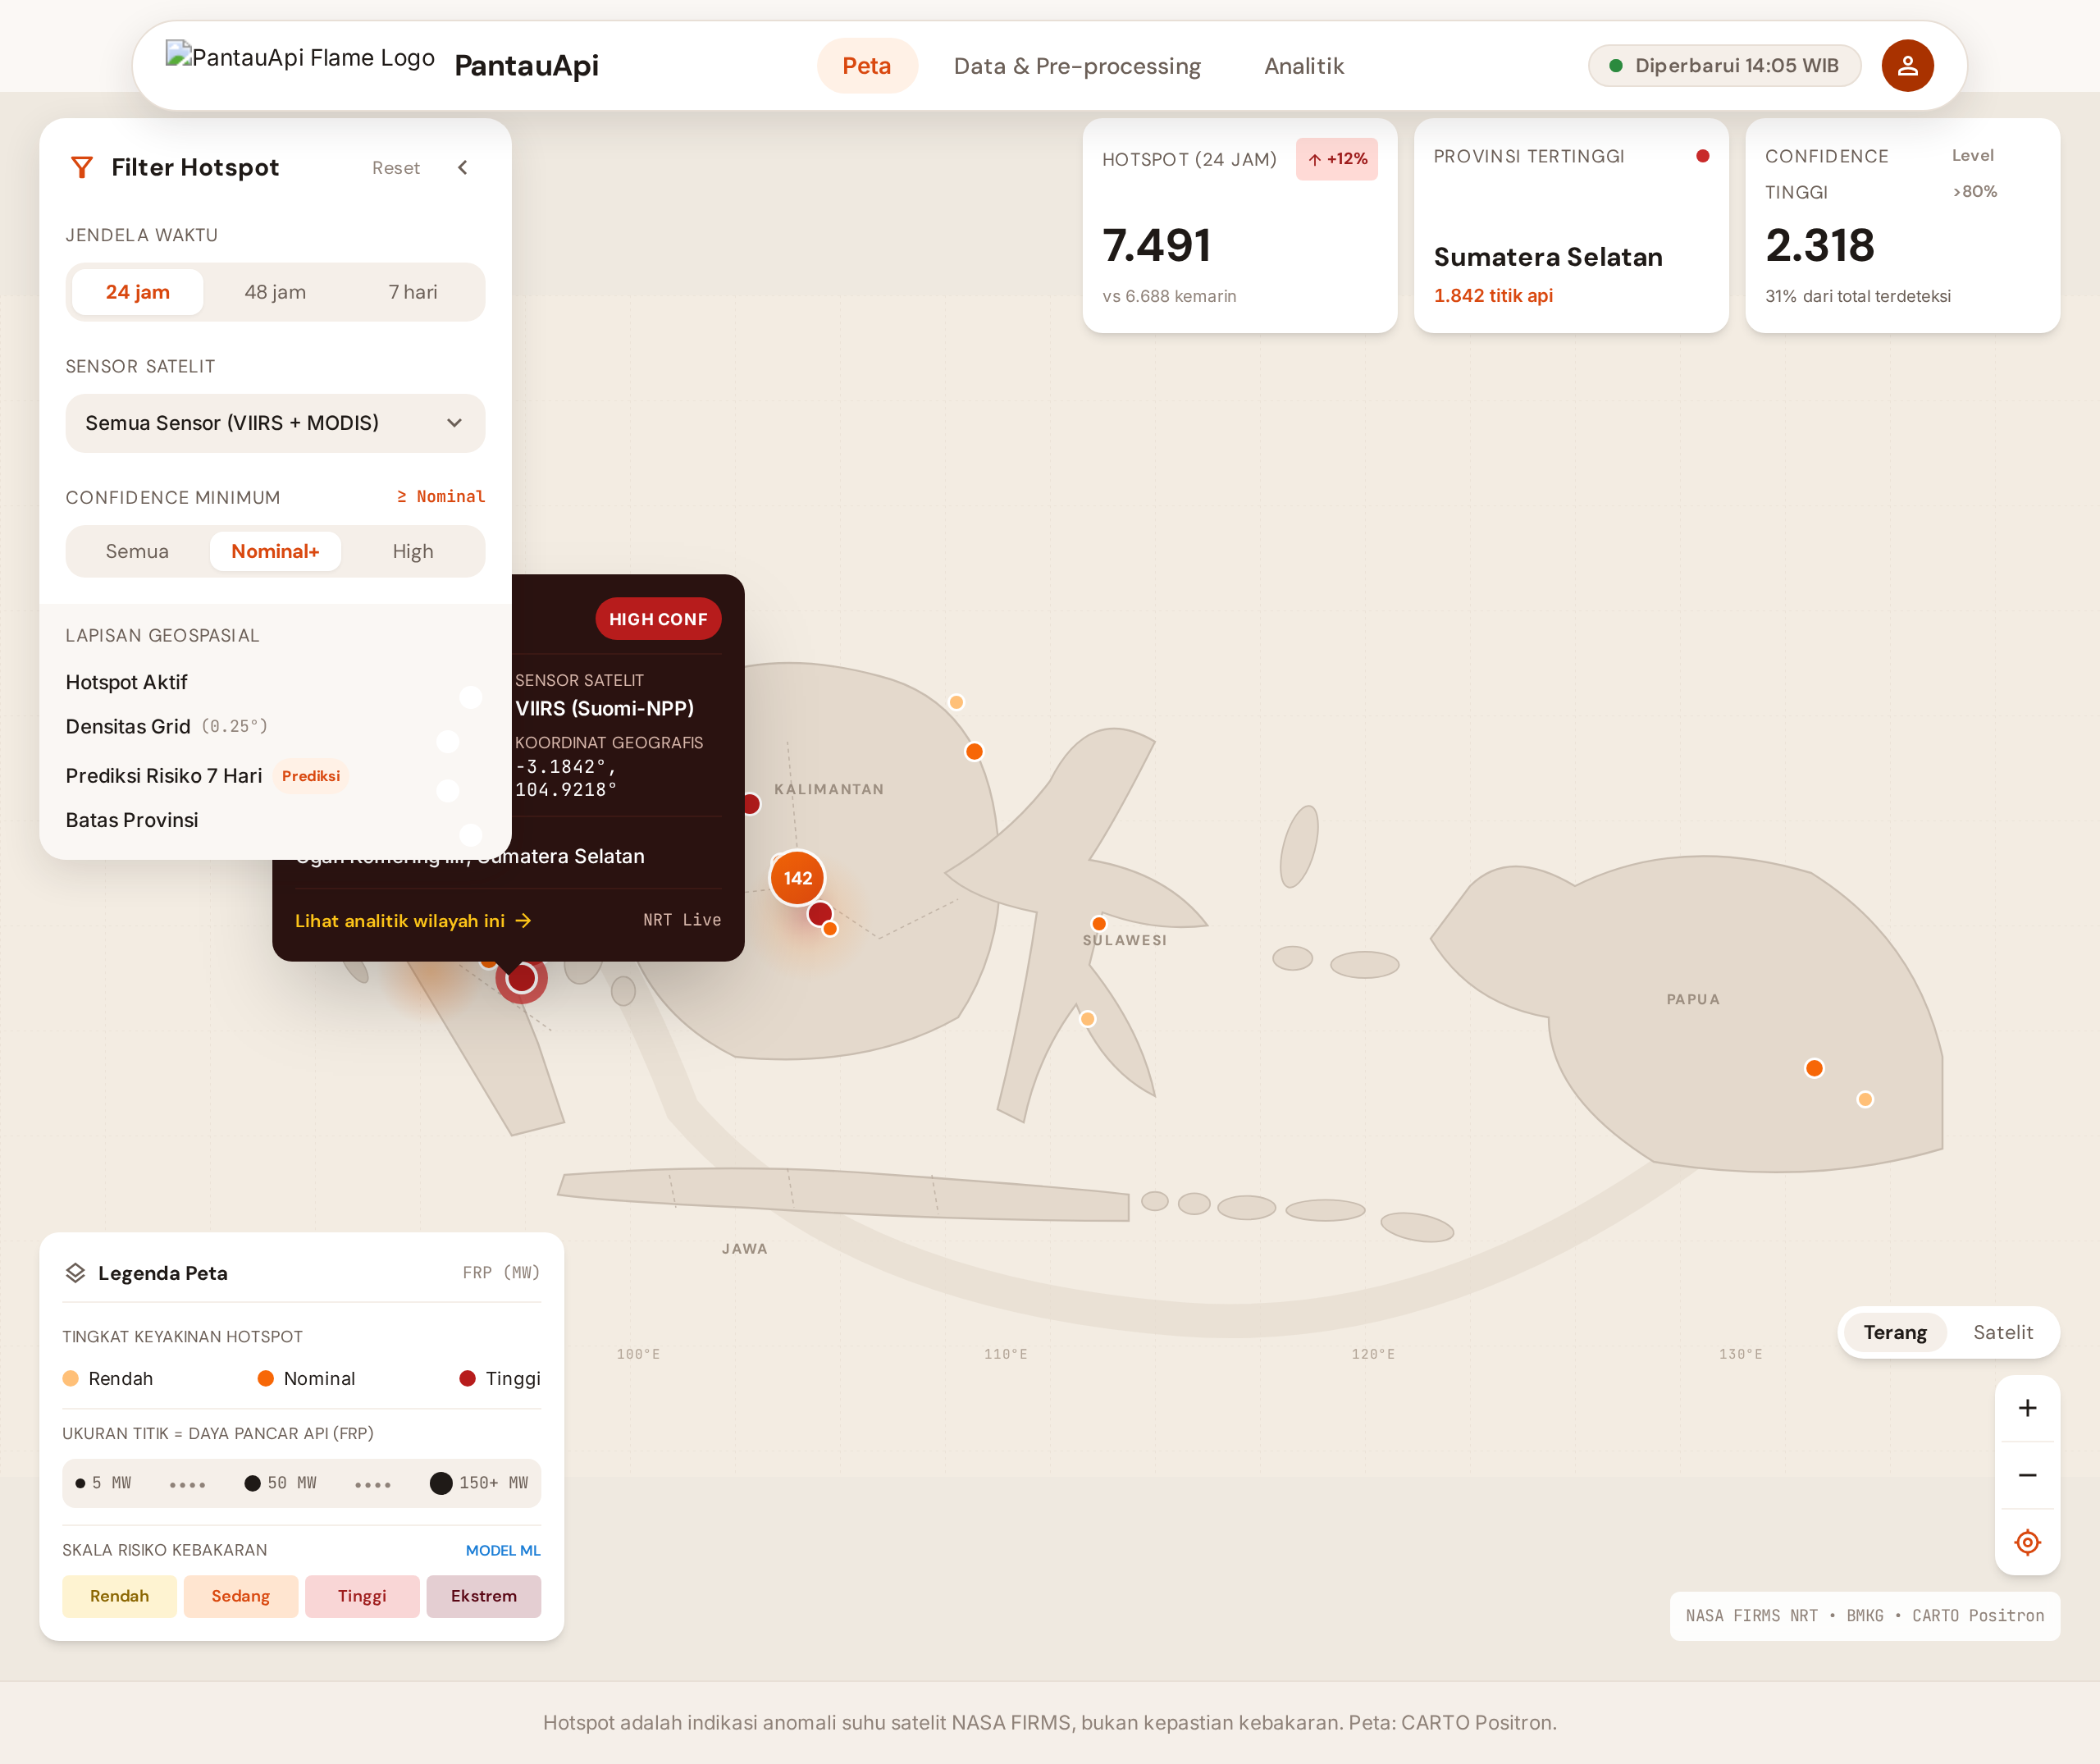 PantauApi Flame Logo
PantauApi
Peta
Data & Pre-processing
Analitik
Diperbarui 14:05 WIB
Filter Hotspot
Reset
JENDELA WAKTU
24 jam
48 jam
7 hari
SENSOR SATELIT
Semua Sensor (VIIRS + MODIS)
CONFIDENCE MINIMUM
≥ Nominal
Semua
Nominal+
High
LAPISAN GEOSPASIAL
Hotspot Aktif
Densitas Grid (0.25°)
Prediksi Risiko 7 Hari Prediksi
Batas Provinsi
HOTSPOT (24 JAM)
+12%
7.491
vs 6.688 kemarin
PROVINSI TERTINGGI
Sumatera Selatan
1.842 titik api
CONFIDENCE
TINGGI
Level
>80%
2.318
31% dari total terdeteksi
HIGH CONF
SENSOR SATELIT
VIIRS (Suomi-NPP)
KOORDINAT GEOGRAFIS
-3.1842°,
104.9218°
Sumatera Selatan
Lihat analitik wilayah ini →
NRT Live
KALIMANTAN
142
SULAWESI
PAPUA
JAWA
100°E
110°E
120°E
130°E
Legenda Peta
FRP (MW)
TINGKAT KEYAKINAN HOTSPOT
Rendah
Nominal
Tinggi
UKURAN TITIK = DAYA PANCAR API (FRP)
5 MW
50 MW
150+ MW
SKALA RISIKO KEBAKARAN
MODEL ML
Rendah
Sedang
Tinggi
Ekstrem
Terang
Satelit
+
−
NASA FIRMS NRT • BMKG • CARTO Positron
Hotspot adalah indikasi anomali suhu satelit NASA FIRMS, bukan kepastian kebakaran. Peta: CARTO Positron.